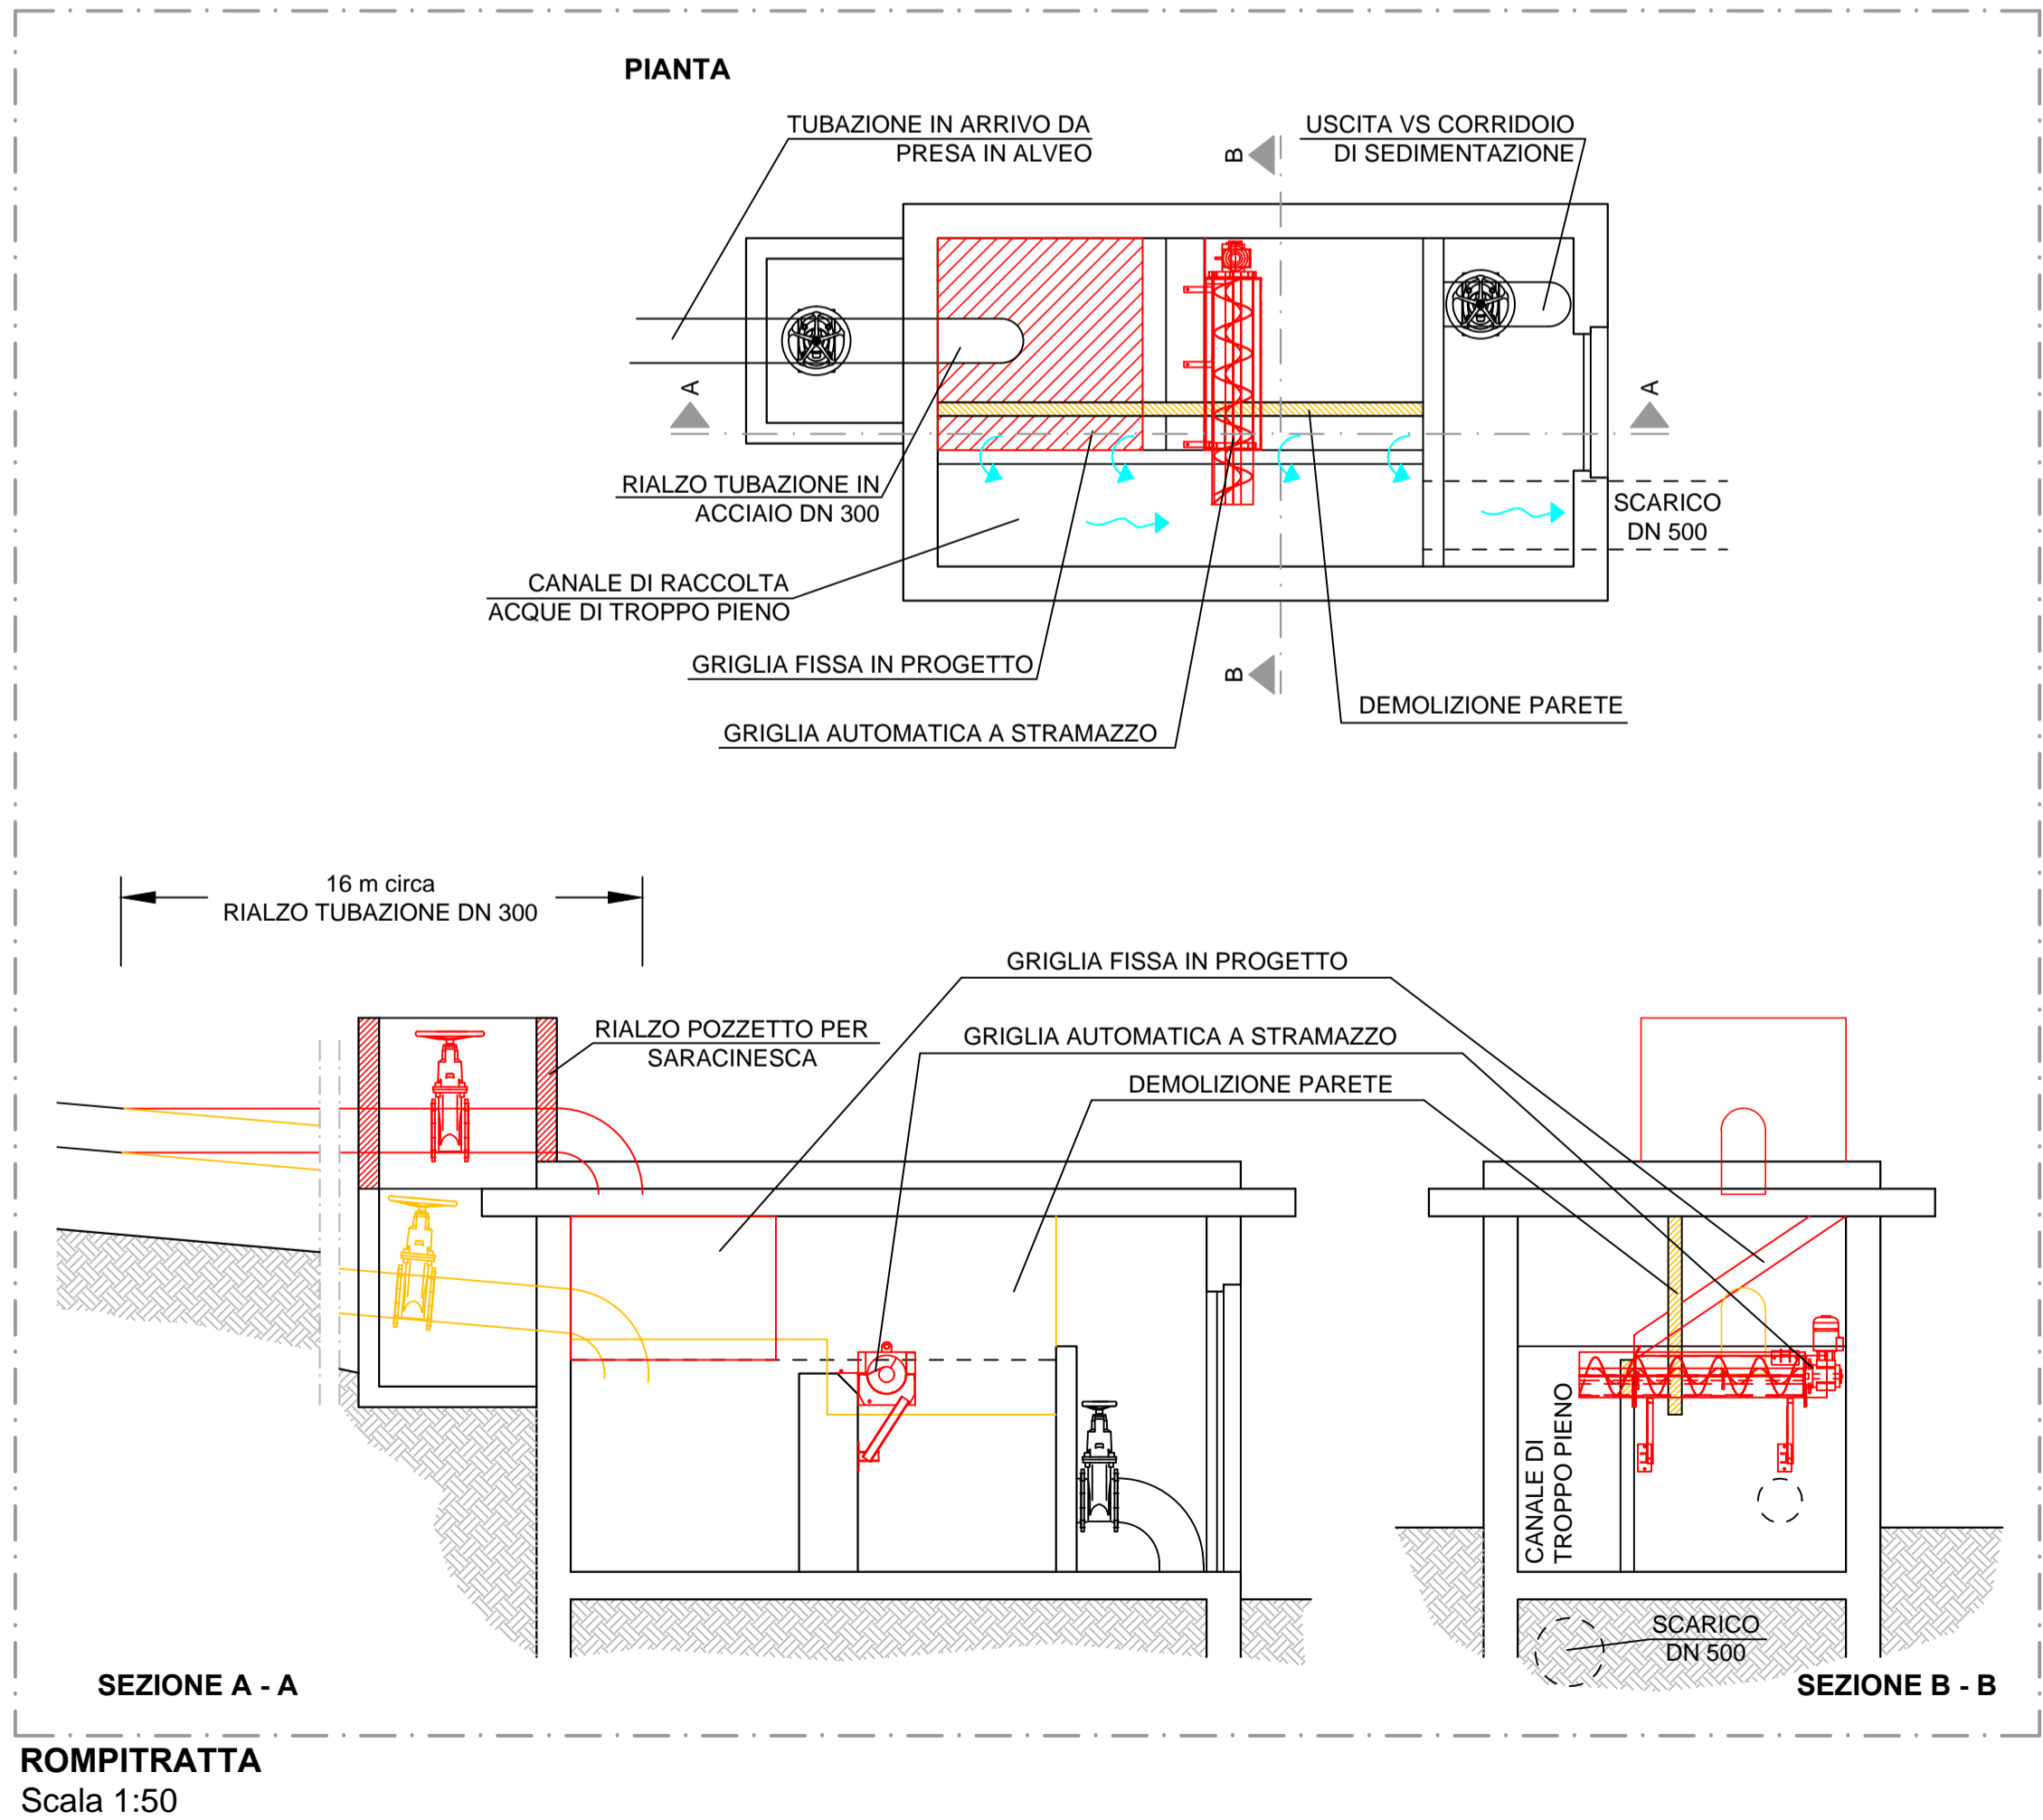 PIANTA
TUBAZIONE IN ARRIVO DA
PRESA IN ALVEO
USCITA VS CORRIDOIO
DI SEDIMENTAZIONE
B
A
A
RIALZO TUBAZIONE IN
ACCIAIO DN 300
SCARICO
DN 500
CANALE DI RACCOLTA
ACQUE DI TROPPO PIENO
GRIGLIA FISSA IN PROGETTO
B
DEMOLIZIONE PARETE
GRIGLIA AUTOMATICA A STRAMAZZO
16 m circa
RIALZO TUBAZIONE DN 300
GRIGLIA FISSA IN PROGETTO
RIALZO POZZETTO PER
SARACINESCA
GRIGLIA AUTOMATICA A STRAMAZZO
DEMOLIZIONE PARETE
CANALE DI
TROPPO PIENO
SCARICO
DN 500
SEZIONE A - A
SEZIONE B - B
ROMPITRATTA
Scala 1:50